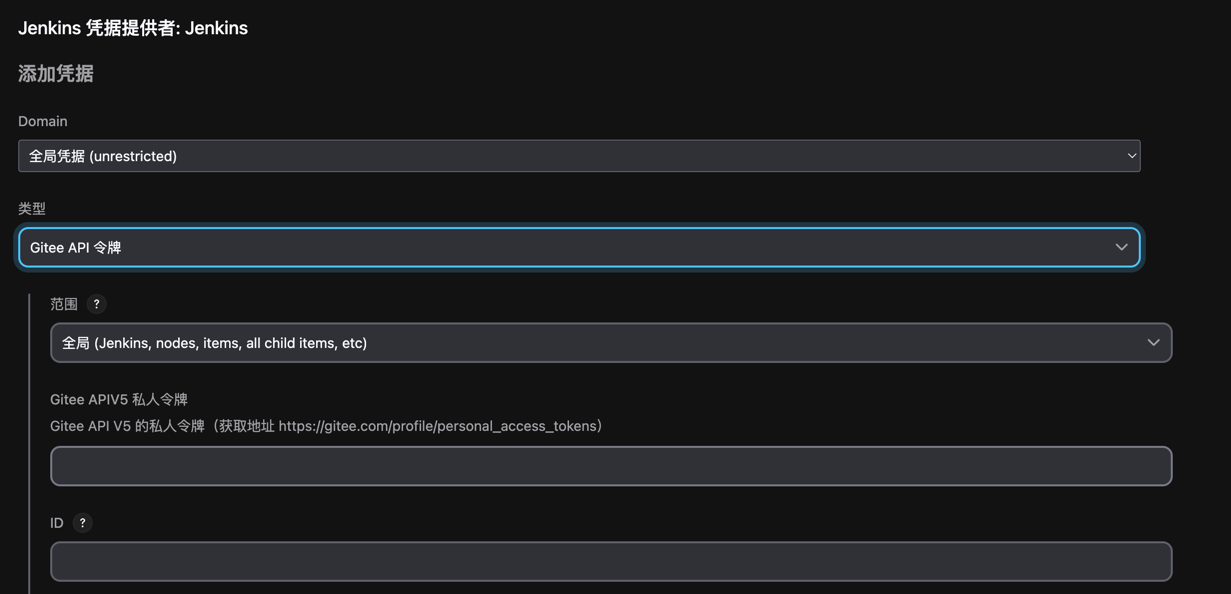 Jenkins 凭据提供者: Jenkins
添加凭据
Domain
全局凭据 (unrestricted)
类型
Gitee API 令牌
范围 ?
全局 (Jenkins, nodes, items, all child items, etc)
Gitee APIV5 私人令牌
Gitee API V5 的私人令牌（获取地址 https://gitee.com/profile/personal_access_tokens）
ID ?